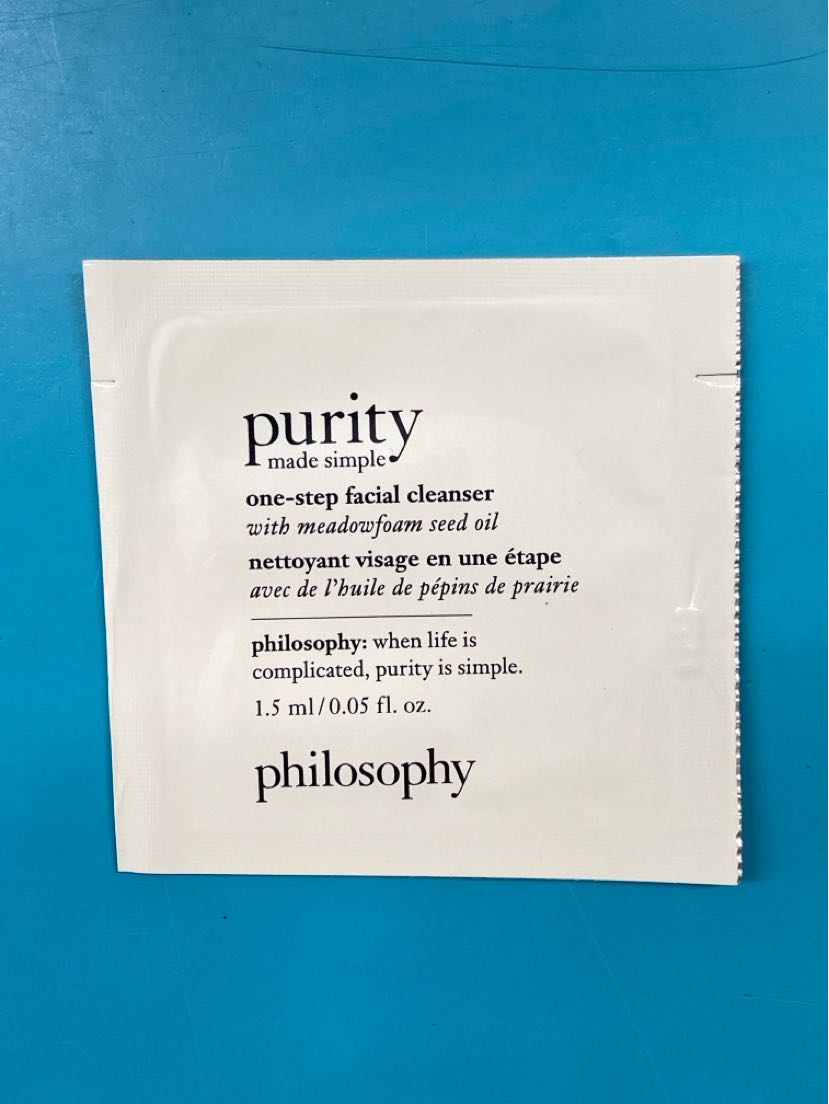 purity
made simple
one-step facial cleanser
with meadowfoam seed oil
nettoyant visage en une étape
avec de l'huile de pépins de prairie
philosophy: when life is
complicated, purity is simple.
1.5 ml/0.05 fl. oz.
philosophy